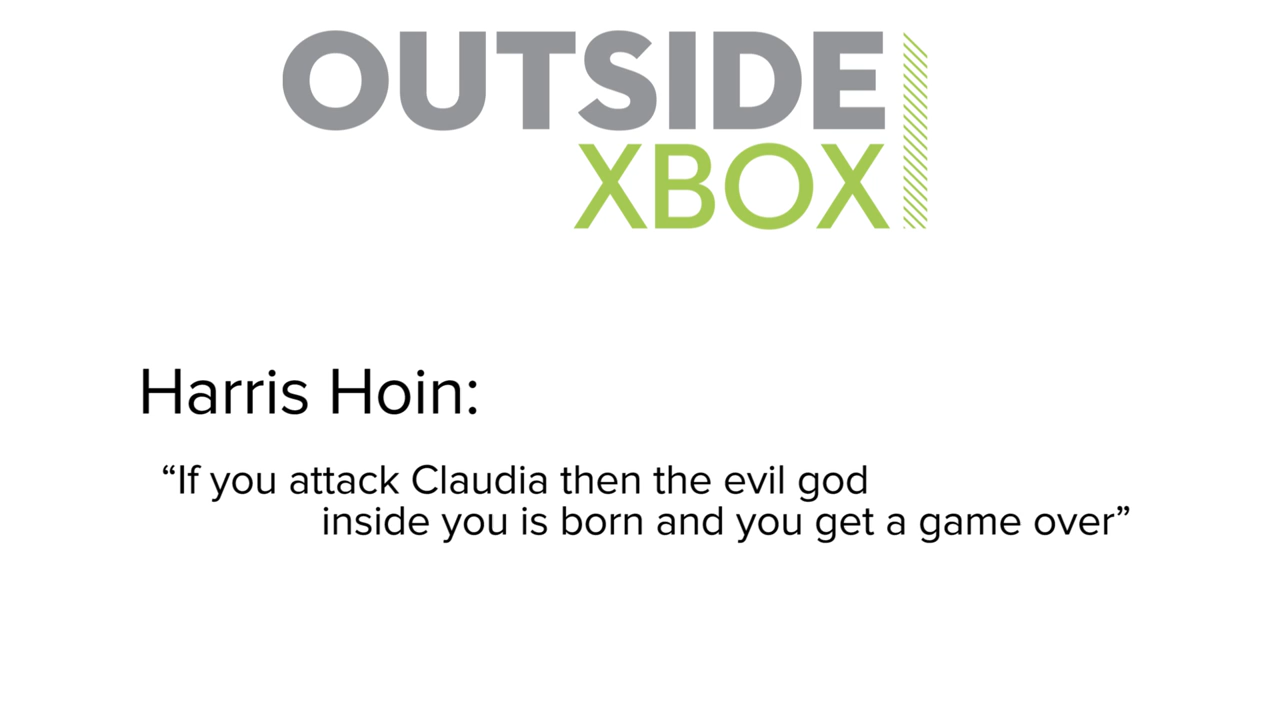 OUTSIDE
XBOX
Harris Hoin:
“If you attack Claudia then the evil god
inside you is born and you get a game over”